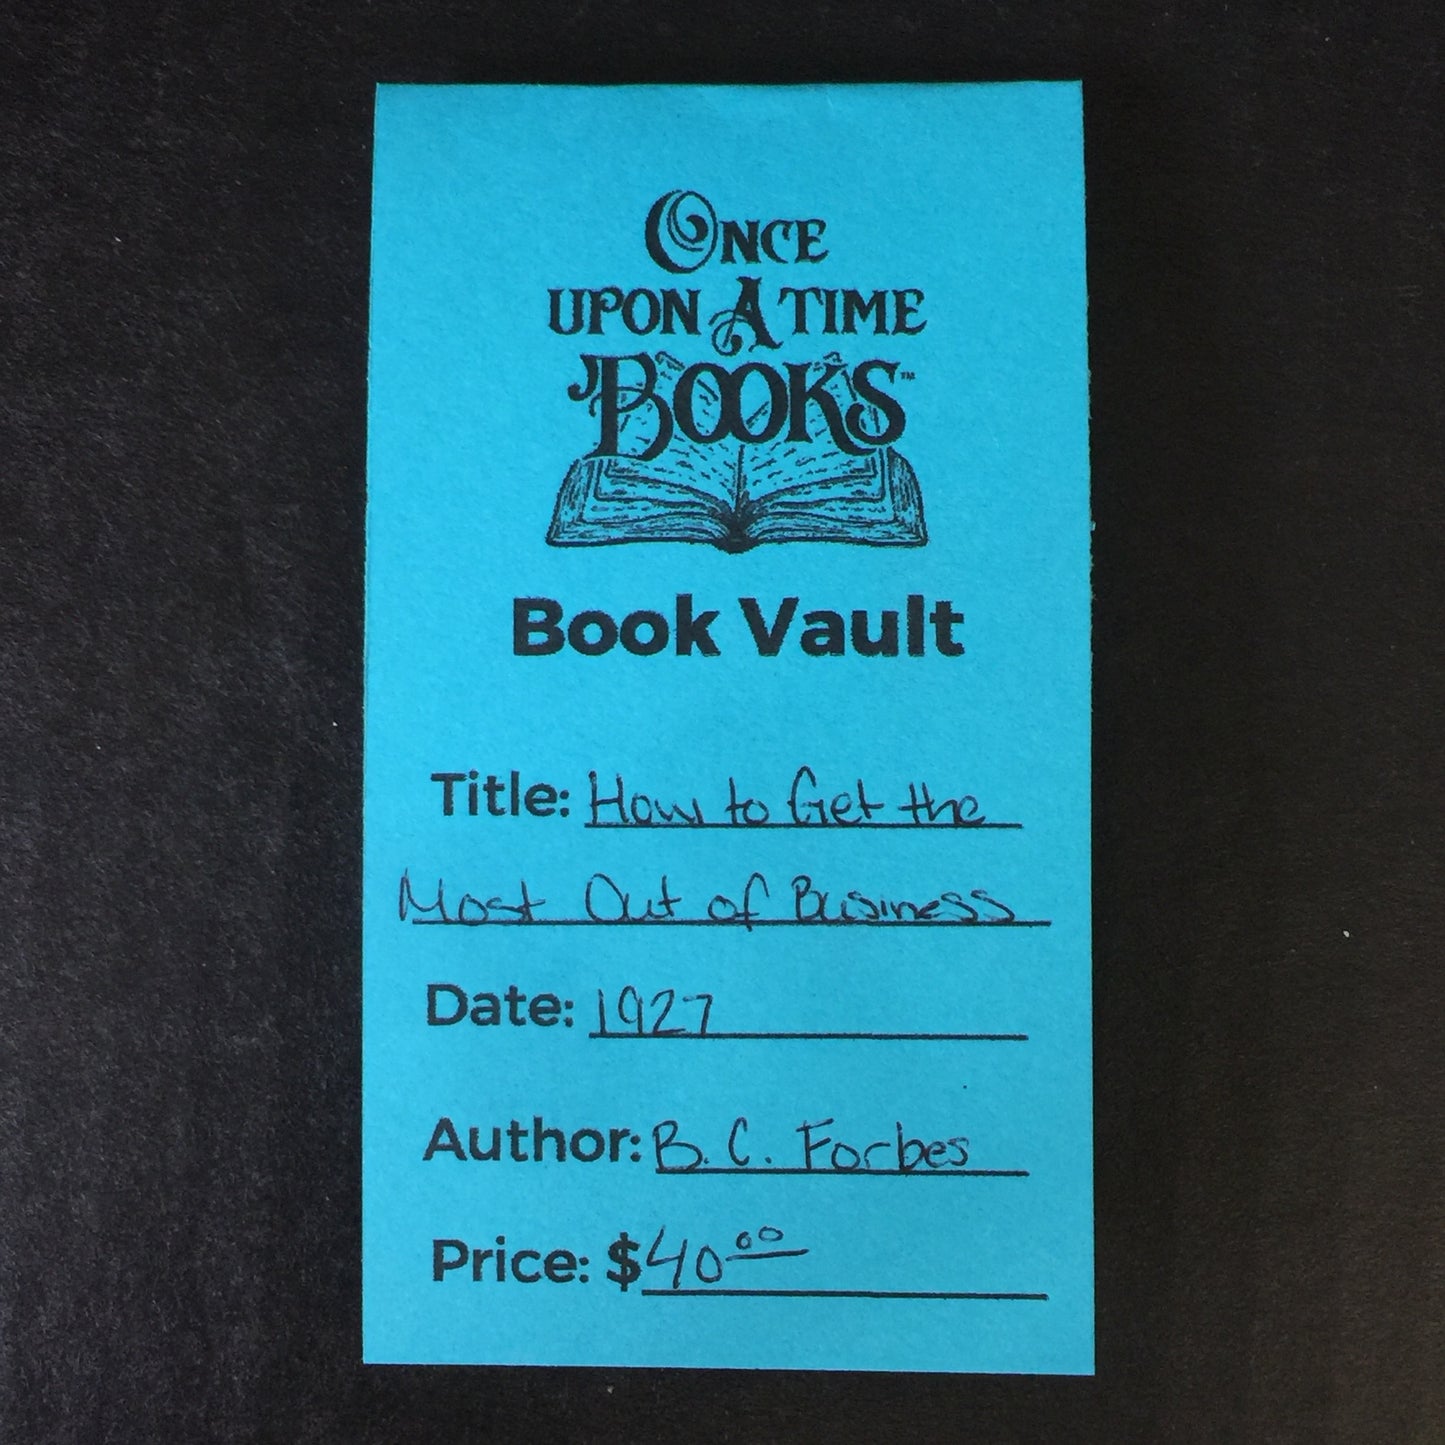 ONCE
UPON A TIME
BOOKS™
Book Vault
Title: How to Get the
Most Out of Business
Date: 1927
Author: B. C. Forbes
Price: $40.00